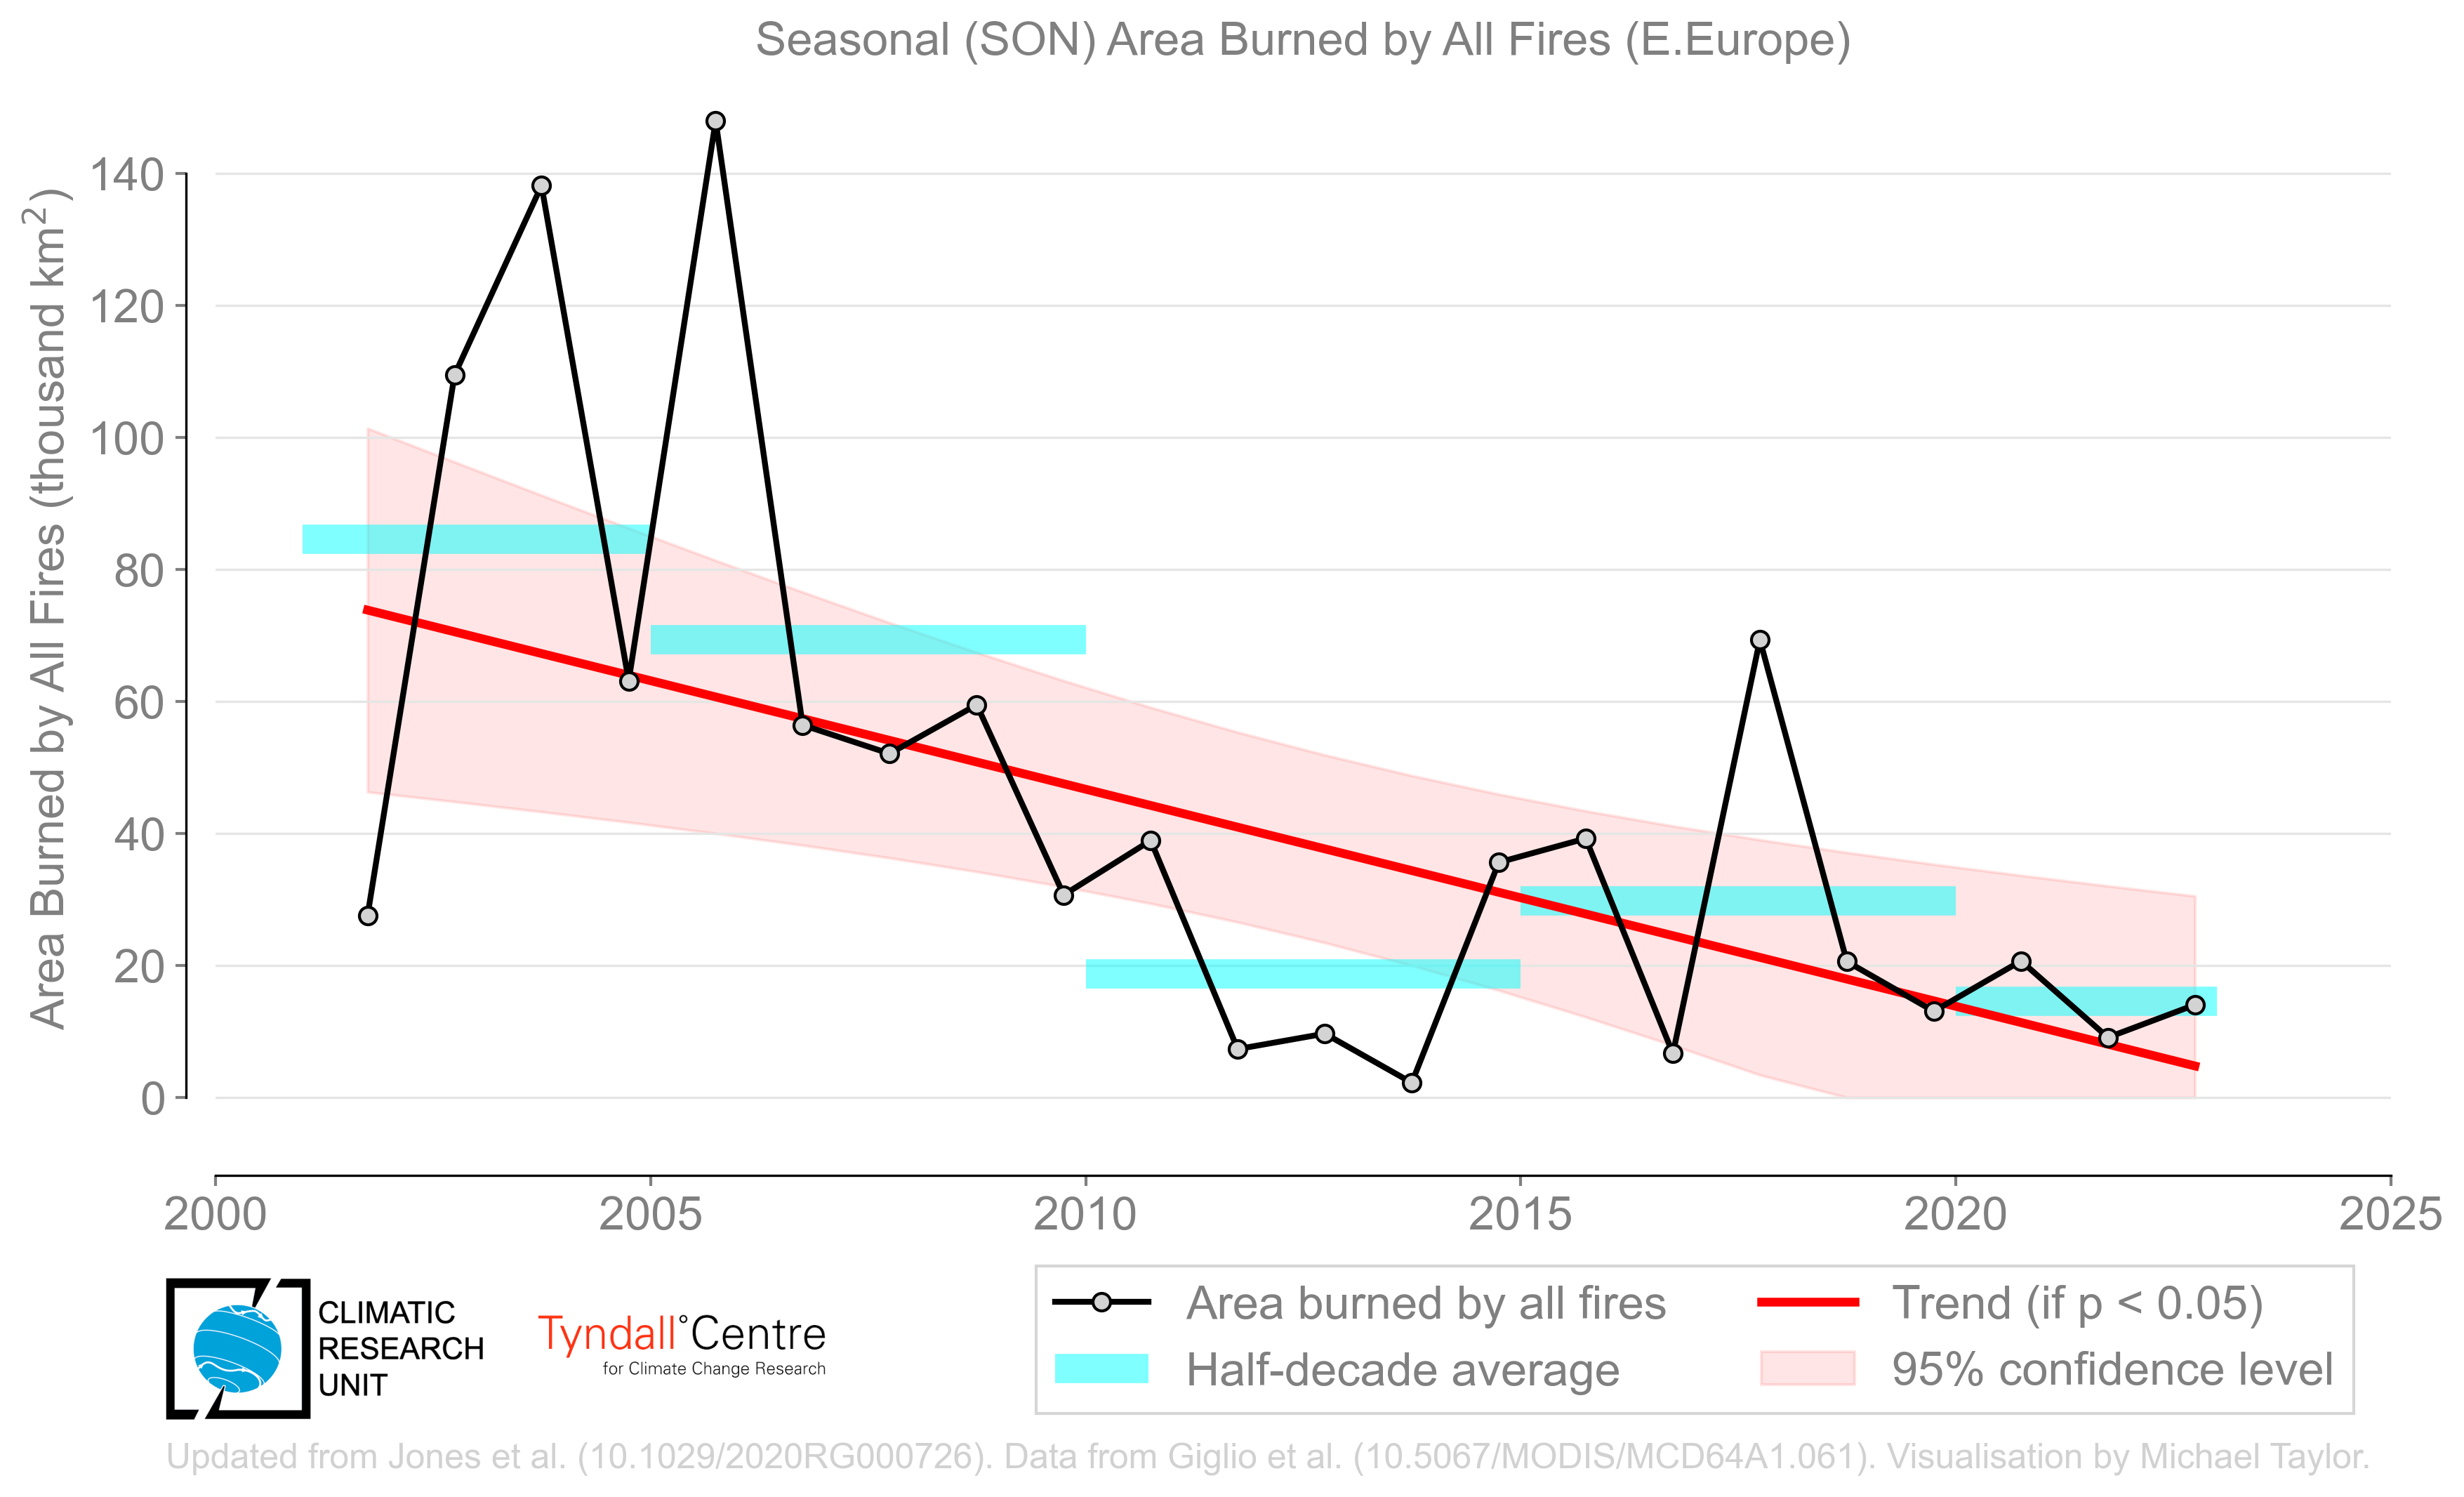 Seasonal (SON) Area Burned by All Fires (E.Europe)
Area Burned by All Fires (thousand km²)
140
120
100
80
60
40
20
0
2000 2005 2010 2015 2020 2025
CLIMATIC
RESEARCH
UNIT
Tyndall°Centre
for Climate Change Research
Area burned by all fires
Half-decade average
Trend (if p < 0.05)
95% confidence level
Updated from Jones et al. (10.1029/2020RG000726). Data from Giglio et al. (10.5067/MODIS/MCD64A1.061). Visualisation by Michael Taylor.